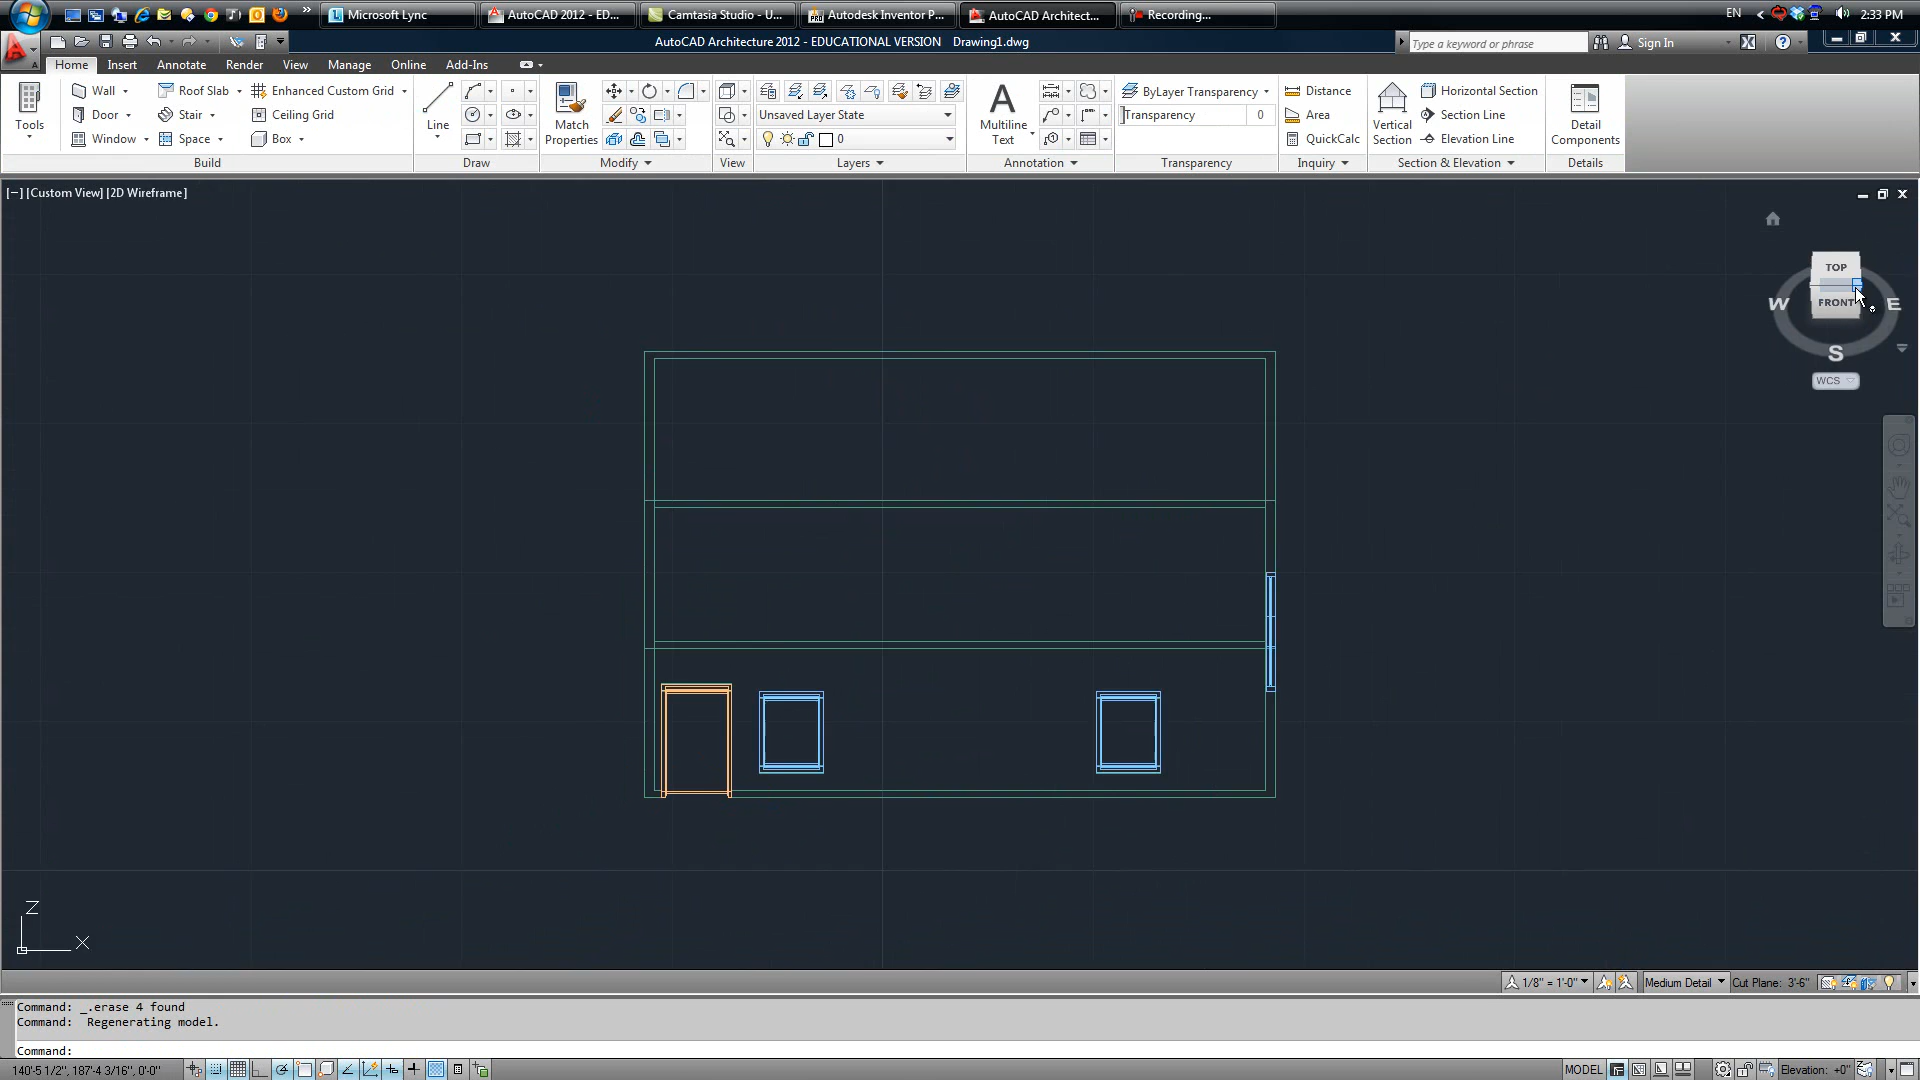 Microsoft Lync
AutoCAD 2012 - ED...
Camtasia Studio - U...
Autodesk Inventor P...
AutoCAD Architect...
Recording...
EN
2:33 PM
AutoCAD Architecture 2012 - EDUCATIONAL VERSION Drawing1.dwg
Type a keyword or phrase
Sign In
Home Insert Annotate Render View Manage Online Add-Ins
Wall Roof Slab Enhanced Custom Grid
ByLayer Transparency
Distance
Horizontal Section
Tools
Door Stair Ceiling Grid
Line
Match Properties
Unsaved Layer State
Multiline Text
Transparency 0
Area
Vertical Section
Section Line
Detail Components
Window Space Box
0
QuickCalc
Elevation Line
Build Draw Modify View Layers Annotation Transparency Inquiry Section & Elevation Details
[−] [Custom View] [2D Wireframe]
TOP
FRONT
W E
S
WCS
Z
X
1/8" = 1'-0" Medium Detail Cut Plane: 3'-6"
Command: _.erase 4 found
Command: Regenerating model.
Command:
140'-5 1/2", 187'-4 3/16", 0'-0"
MODEL
Elevation: +0"